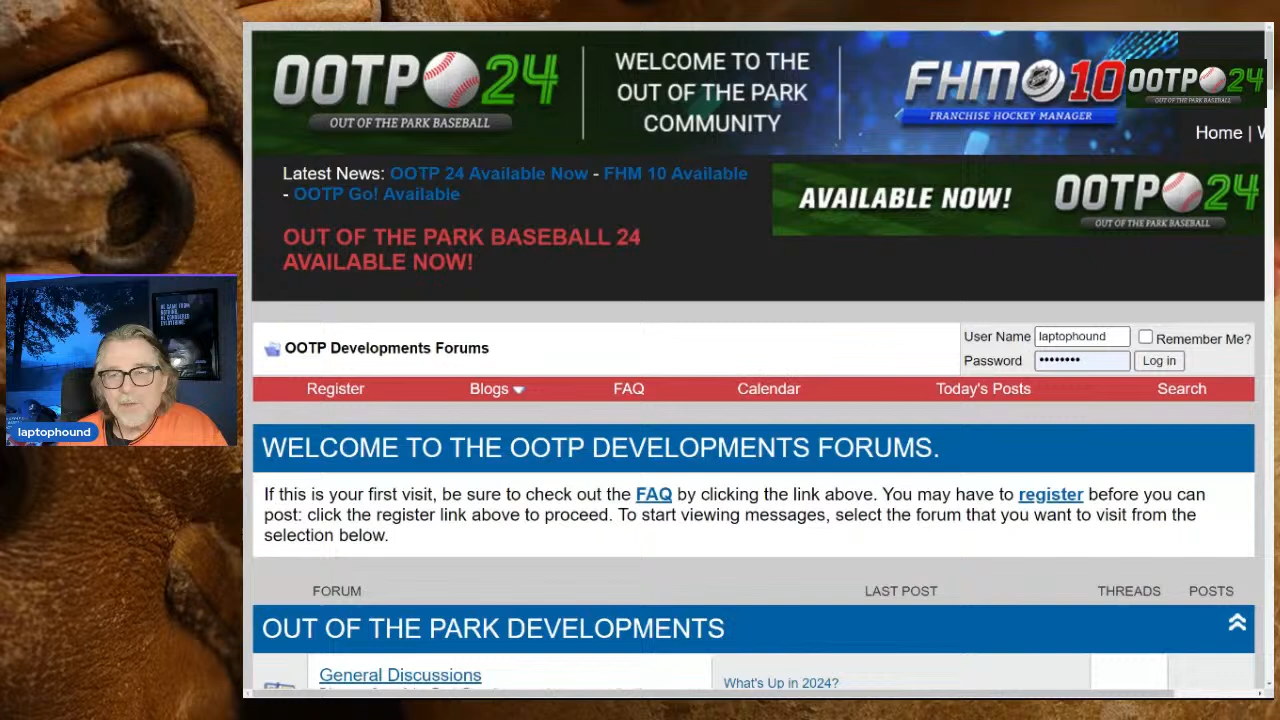 OOTP 24
OUT OF THE PARK BASEBALL
WELCOME TO THE
OUT OF THE PARK
COMMUNITY
FHM 10
FRANCHISE HOCKEY MANAGER
OOTP 24
OUT OF THE PARK BASEBALL
Home |
Latest News: OOTP 24 Available Now - FHM 10 Available
- OOTP Go! Available
AVAILABLE NOW! OOTP 24
OUT OF THE PARK BASEBALL
OUT OF THE PARK BASEBALL 24
AVAILABLE NOW!
HE CAME FROM
NOTHING.
HE CONQUERED
EVERYTHING.
laptophound
OOTP Developments Forums
User Name laptophound Remember Me?
Password •••••••• Log in
Register Blogs FAQ Calendar Today's Posts Search
WELCOME TO THE OOTP DEVELOPMENTS FORUMS.
If this is your first visit, be sure to check out the FAQ by clicking the link above. You may have to register before you can
post: click the register link above to proceed. To start viewing messages, select the forum that you want to visit from the
selection below.
FORUM LAST POST THREADS POSTS
OUT OF THE PARK DEVELOPMENTS
General Discussions
What's Up in 2024?